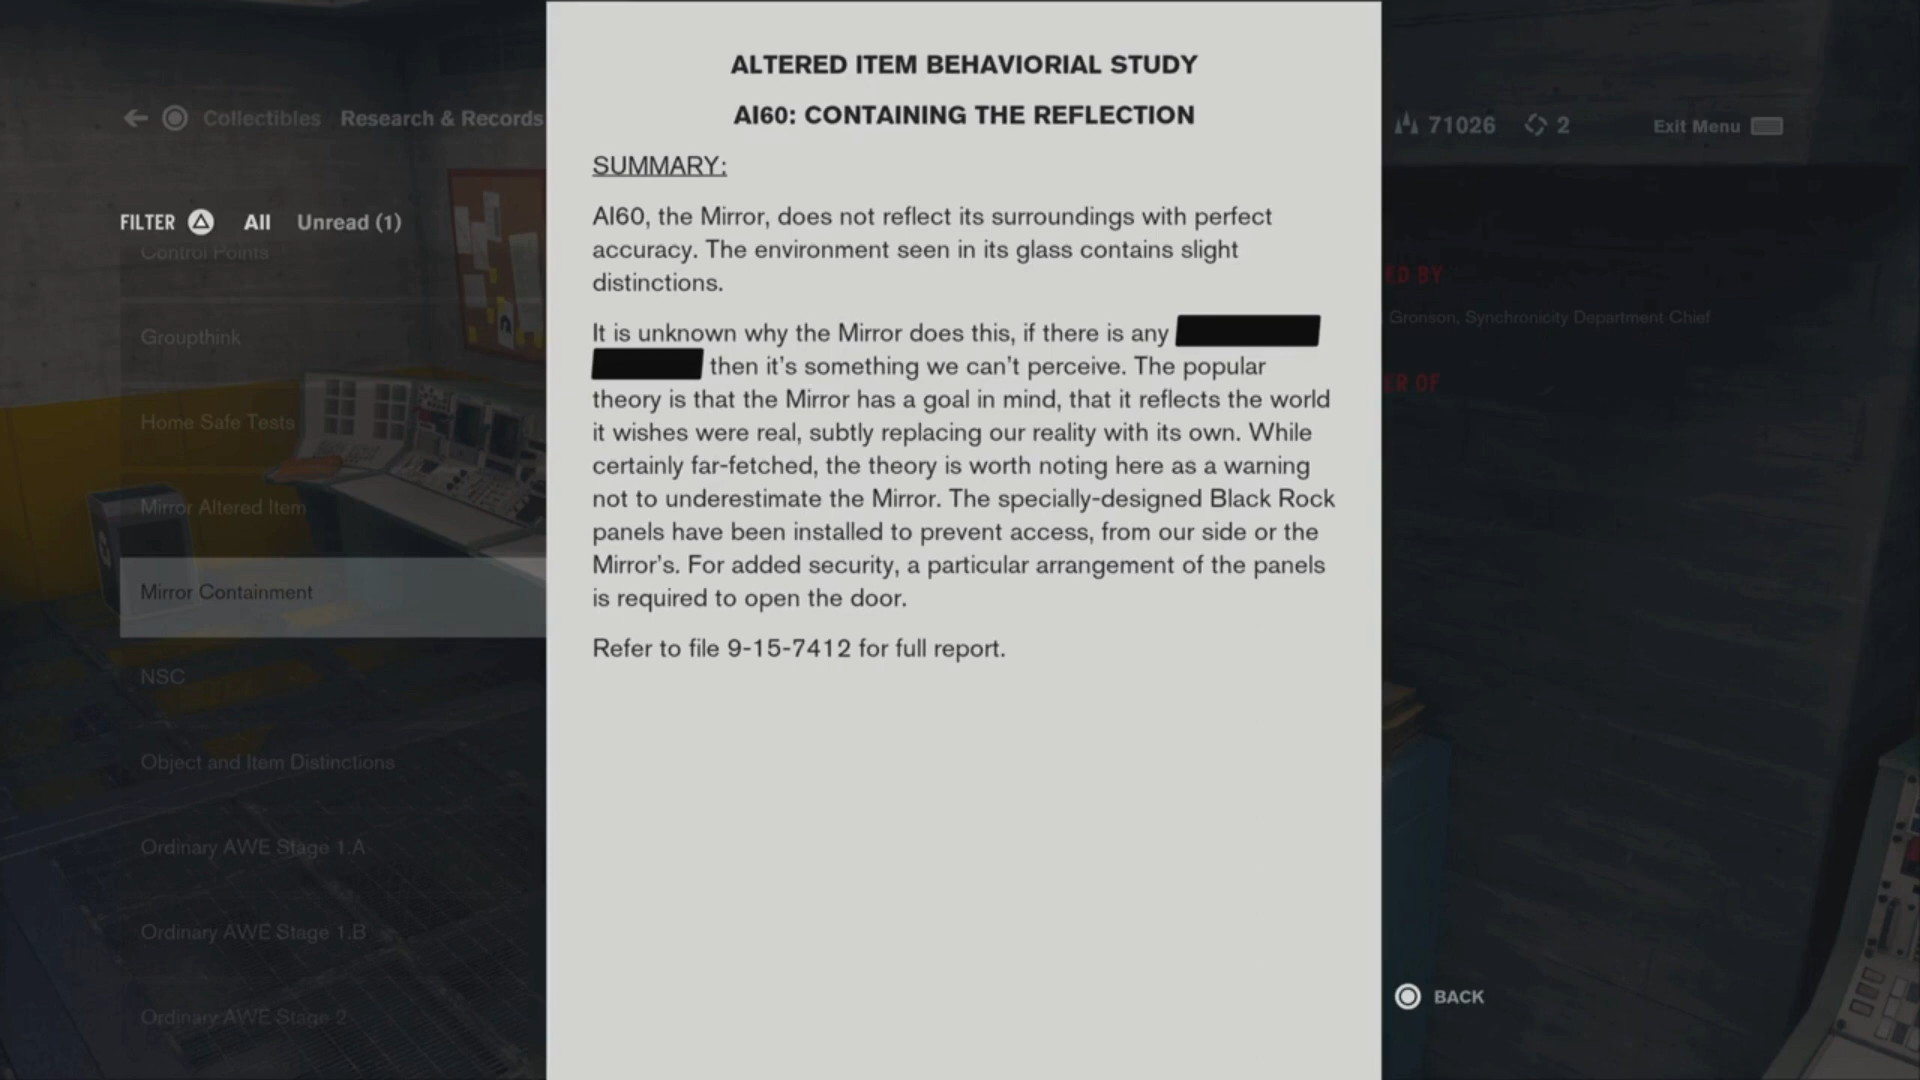 ALTERED ITEM BEHAVIORIAL STUDY
AI60: CONTAINING THE REFLECTION
SUMMARY:
AI60, the Mirror, does not reflect its surroundings with perfect
accuracy. The environment seen in its glass contains slight
distinctions.
It is unknown why the Mirror does this, if there is any
then it's something we can't perceive. The popular
theory is that the Mirror has a goal in mind, that it reflects the world
it wishes were real, subtly replacing our reality with its own. While
certainly far-fetched, the theory is worth noting here as a warning
not to underestimate the Mirror. The specially-designed Black Rock
panels have been installed to prevent access, from our side or the
Mirror's. For added security, a particular arrangement of the panels
is required to open the door.
Refer to file 9-15-7412 for full report.
Collectibles Research & Records
FILTER All Unread (1)
Control Points
Groupthink
Home Safe Tests
Mirror Altered Item
Mirror Containment
NSC
Object and Item Distinctions
Ordinary AWE Stage 1.A
Ordinary AWE Stage 1.B
Ordinary AWE Stage 2
71026 2 Exit Menu
BY
Gronson, Synchronicity Department Chief
OF
BACK